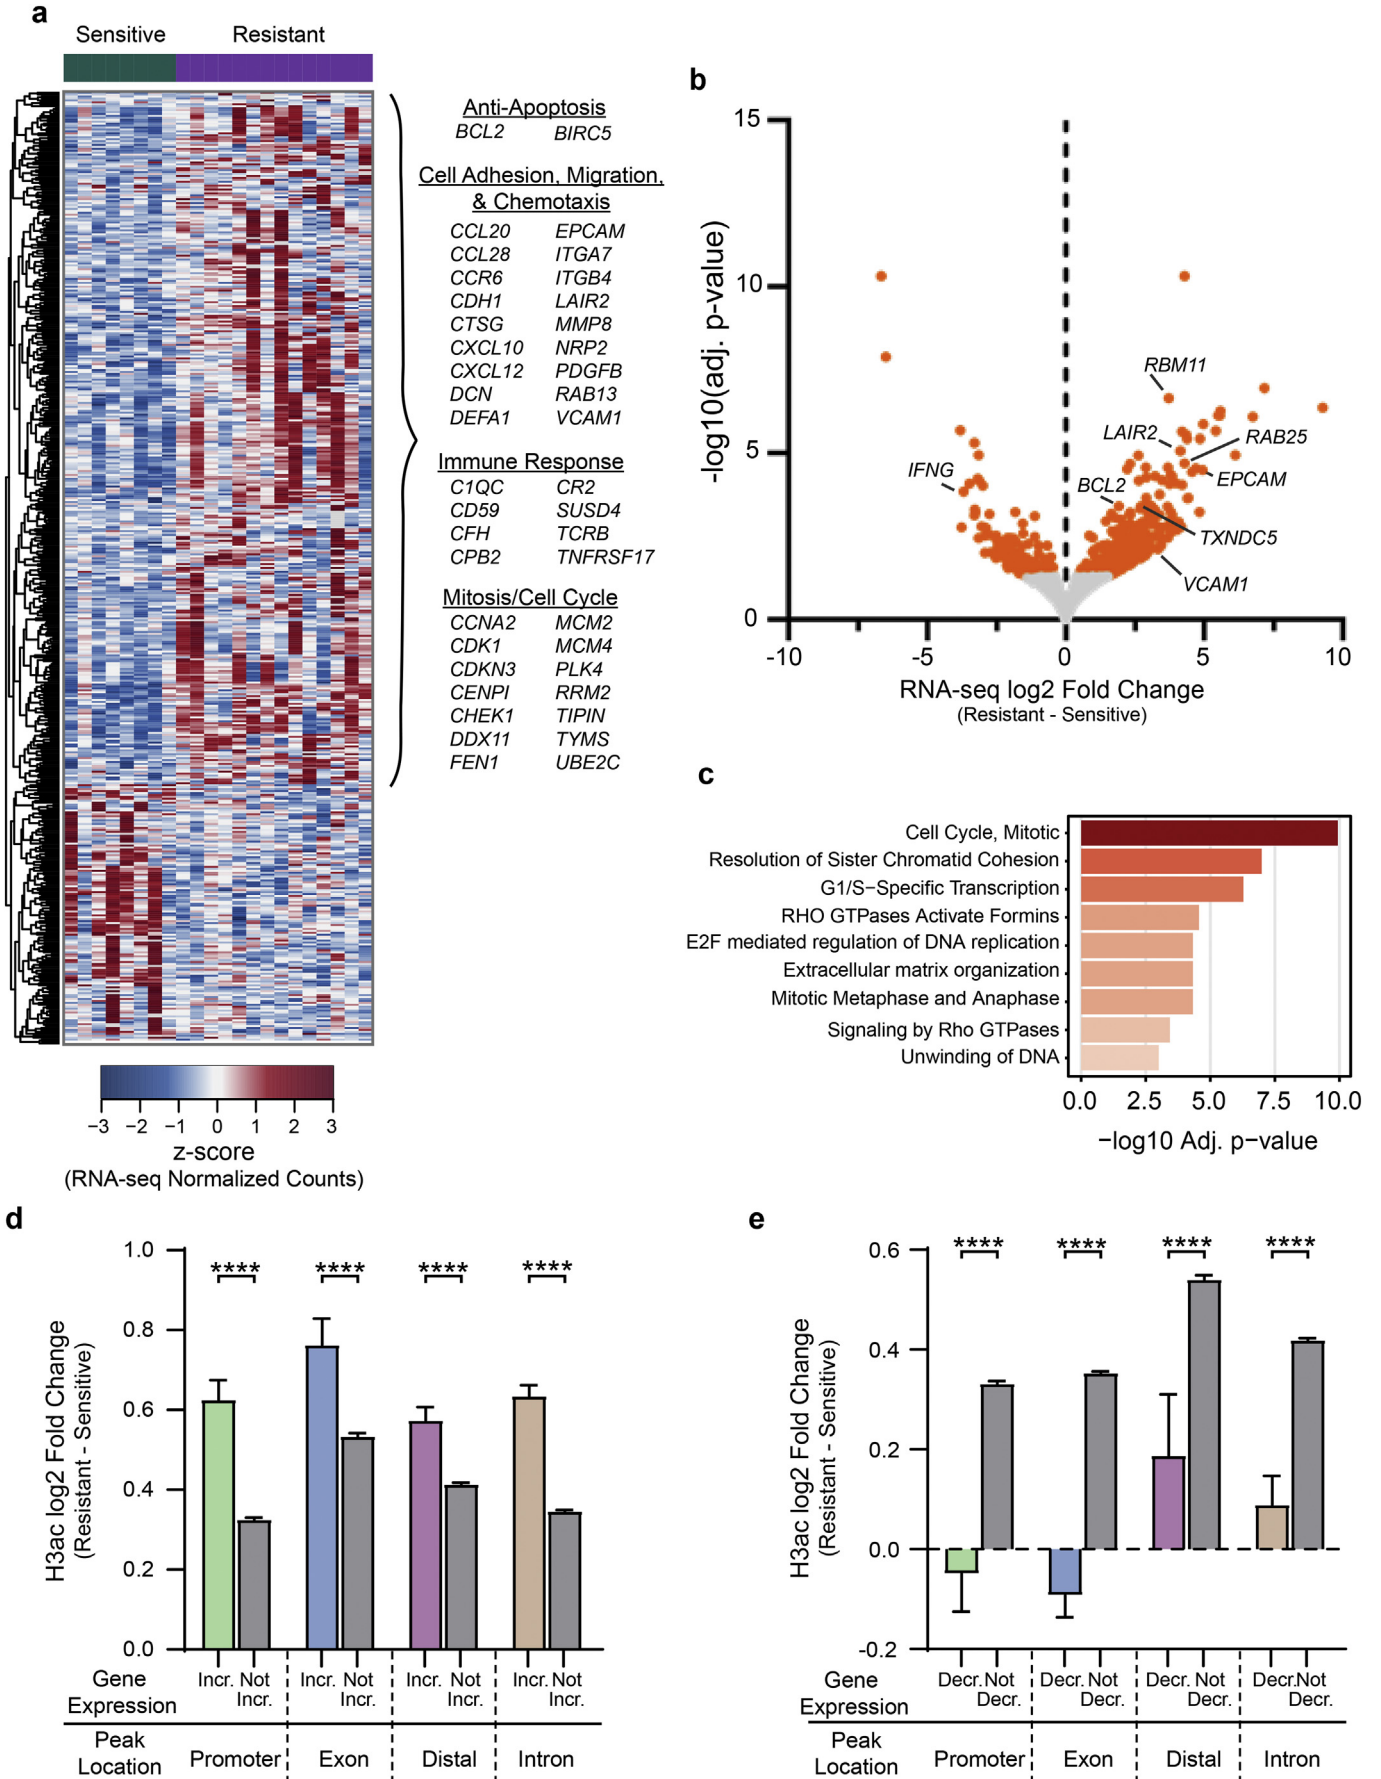 a
Sensitive Resistant
Anti-Apoptosis
BCL2 BIRC5
Cell Adhesion, Migration,
& Chemotaxis
CCL20 EPCAM
CCL28 ITGA7
CCR6 ITGB4
CDH1 LAIR2
CTSG MMP8
CXCL10 NRP2
CXCL12 PDGFB
DCN RAB13
DEFA1 VCAM1
Immune Response
C1QC CR2
CD59 SUSD4
CFH TCRB
CPB2 TNFRSF17
Mitosis/Cell Cycle
CCNA2 MCM2
CDK1 MCM4
CDKN3 PLK4
CENPI RRM2
CHEK1 TIPIN
DDX11 TYMS
FEN1 UBE2C
−3 −2 −1 0 1 2 3
z-score
(RNA-seq Normalized Counts)
b
15
10
5
0
-log10(adj. p-value)
RBM11
LAIR2
RAB25
IFNG
BCL2
EPCAM
TXNDC5
VCAM1
-10 -5 0 5 10
RNA-seq log2 Fold Change
(Resistant - Sensitive)
c
Cell Cycle, Mitotic
Resolution of Sister Chromatid Cohesion
G1/S−Specific Transcription
RHO GTPases Activate Formins
E2F mediated regulation of DNA replication
Extracellular matrix organization
Mitotic Metaphase and Anaphase
Signaling by Rho GTPases
Unwinding of DNA
0.0 2.5 5.0 7.5 10.0
−log10 Adj. p−value
d
H3ac log2 Fold Change
(Resistant - Sensitive)
1.0
0.8
0.6
0.4
0.2
0.0
**** **** **** ****
Gene Incr. Not Incr. Not Incr. Not Incr. Not
Expression Incr. Incr. Incr. Incr.
Peak
Location Promoter Exon Distal Intron
e
H3ac log2 Fold Change
(Resistant - Sensitive)
0.6
0.4
0.2
0.0
-0.2
**** **** **** ****
Gene Decr. Not Decr. Not Decr. Not Decr. Not
Expression Decr. Decr. Decr. Decr.
Peak
Location Promoter Exon Distal Intron